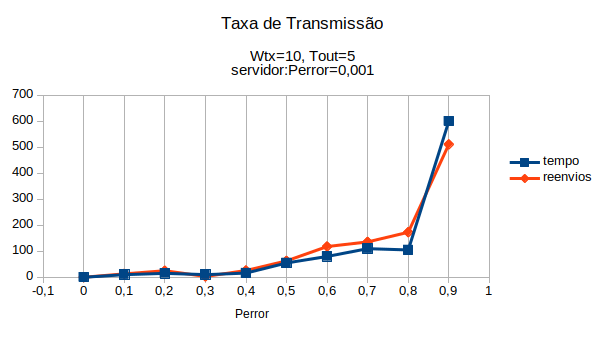 Taxa de Transmissão
Wtx=10, Tout=5
servidor:Perror=0,001
700
600
500
400
300
200
100
0
-0,1 0 0,1 0,2 0,3 0,4 0,5 0,6 0,7 0,8 0,9 1
Perror
tempo
reenvios